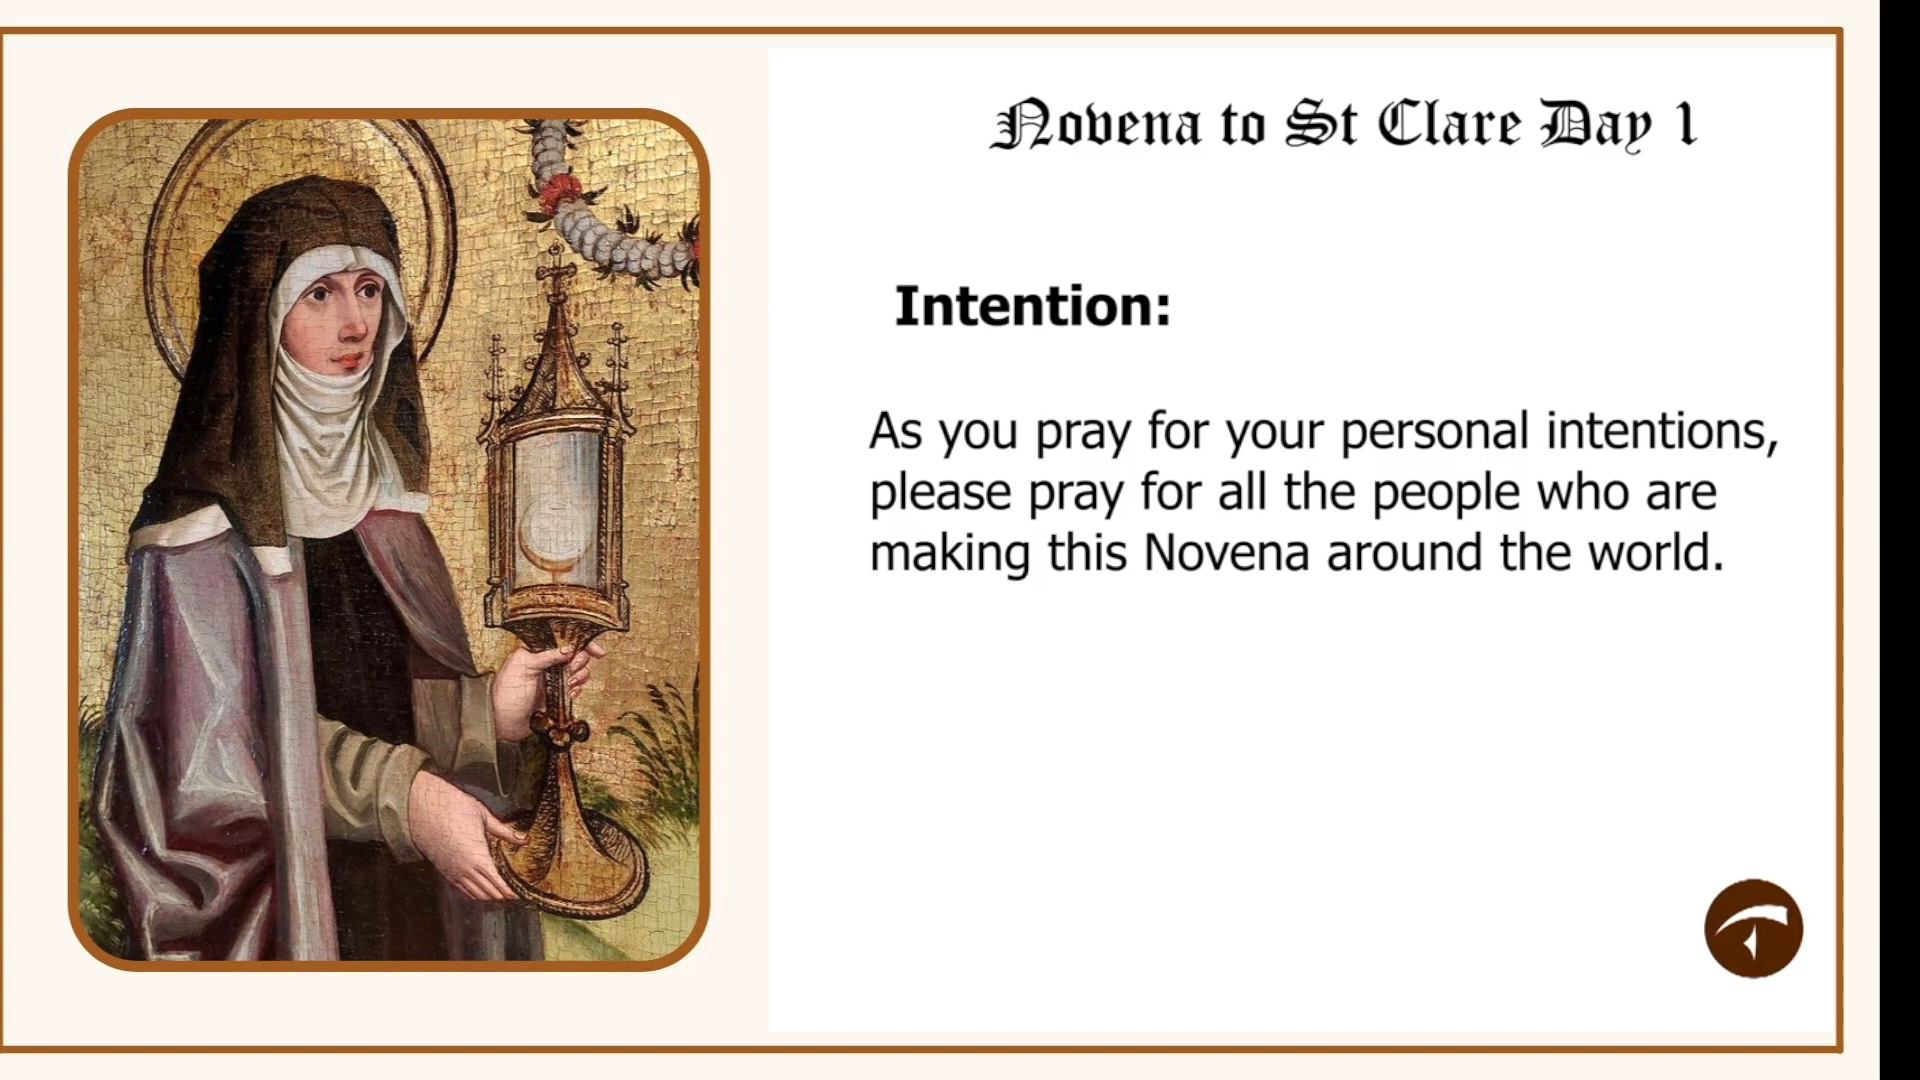 Novena to St Clare Day 1
Intention:
As you pray for your personal intentions,
please pray for all the people who are
making this Novena around the world.